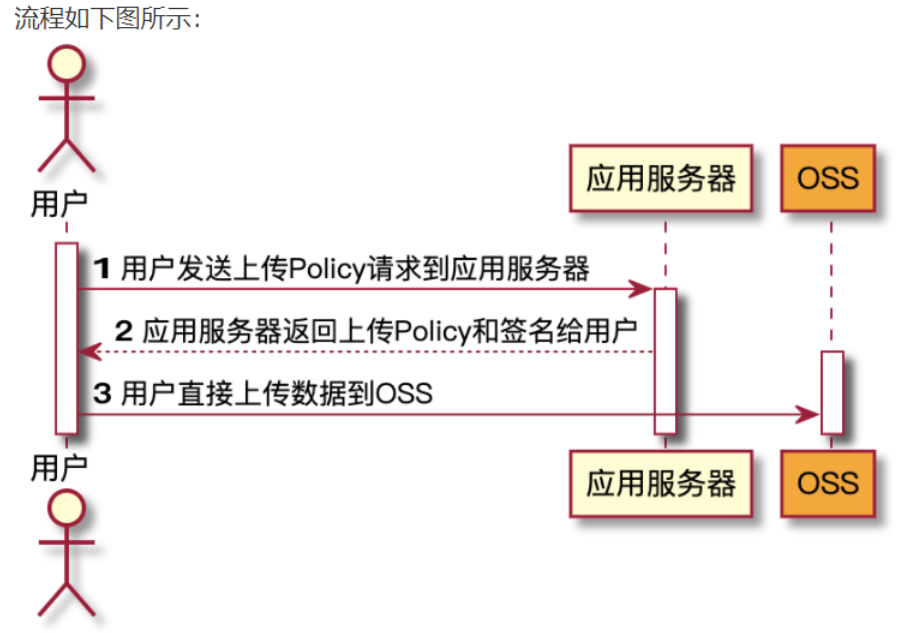 流程如下图所示：
用户
应用服务器
OSS
1 用户发送上传Policy请求到应用服务器
2 应用服务器返回上传Policy和签名给用户
3 用户直接上传数据到OSS
用户
应用服务器
OSS